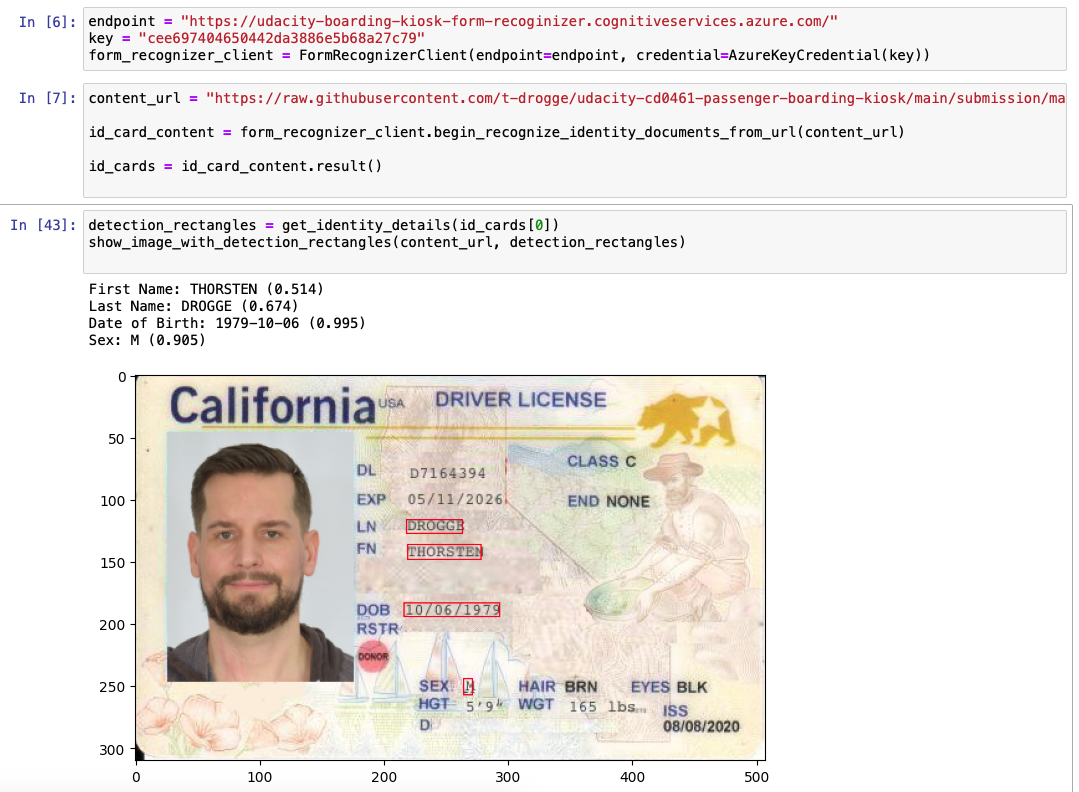 In [6]: endpoint = "https://udacity-boarding-kiosk-form-recoginizer.cognitiveservices.azure.com/"
key = "cee697404650442da3886e5b68a27c79"
form_recognizer_client = FormRecognizerClient(endpoint=endpoint, credential=AzureKeyCredential(key))
In [7]: content_url = "https://raw.githubusercontent.com/t-drogge/udacity-cd0461-passenger-boarding-kiosk/main/submission/ma
id_card_content = form_recognizer_client.begin_recognize_identity_documents_from_url(content_url)
id_cards = id_card_content.result()
In [43]: detection_rectangles = get_identity_details(id_cards[0])
show_image_with_detection_rectangles(content_url, detection_rectangles)
First Name: THORSTEN (0.514)
Last Name: DROGGE (0.674)
Date of Birth: 1979-10-06 (0.995)
Sex: M (0.905)
0
50
100
150
200
250
300
California USA DRIVER LICENSE
DL D7164394 CLASS C
EXP 05/11/2026 END NONE
LN DROGGE
FN THORSTEN
DOB 10/06/1979
RSTR
DONOR
SEX M HAIR BRN EYES BLK
HGT 5'9" WGT 165 lbs ISS
D 08/08/2020
0 100 200 300 400 500